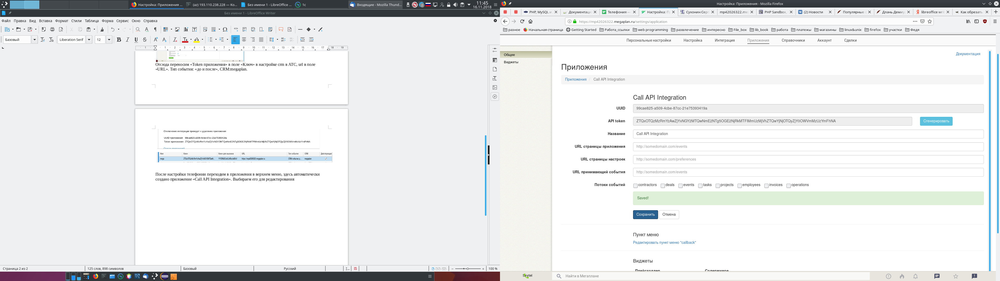 Настройка: Приложения ...
(az) 193.110.238.228 — Ko...
Без имени 1 - LibreOffice ...
1c
Входящие - Mozilla Thund...
11:45
16.11.2018
Без имени 1 - LibreOffice Writer
Файл Правка Вид Вставка Формат Стили Таблица Форма Сервис Окно Справка
Базовый
Liberation Serif
12
Отсюда переносим «Token приложения» в поле «Ключ» в настройке crm в АТС, url в поле
«URL». Тип события: «до и после», CRM:megaplan.
Отключение интеграции приведет к удалению приложения
UUID приложения 99cae825-a509-4cbe-87cc-21e75393419a
Token приложения ZTQxOTQzMzRmYzAwZjYxNGY2MTQwNmE2NTg5OGE2NjRkMTFlMmUzMjVhZTQwYjNjOTQyZjY0OWVmMzUzYmFhNA
Имя Ключ Ключ для вызовов URL Тип события CRM Действующая
mega https://mp42026322.megaplan.ru CRM событие д... megaplan
После настройки телефонии переходим в приложения в верхнем меню, здесь автоматически
создано приложение «Call API Integration». Выбираем его для редактирования
Страница 2 из 2
125 слов, 898 символов
Базовый
Русский
100 %
Настройка: Приложения - Mozilla Firefox
PHP, MySQL и
Документаци
Телефония —
Настройка: П
Сухонин Серг
mp42026322.me
PHP Sandbox,
(2) Новости
Популярные
Длань Демиу
libreoffice writ
Как обрезать
https://mp42026322.megaplan.ru/settings/application
разное Начальная страница Getting Started Работа_ссылки web programming развлечение интересно File_box lib_book работа платежы магазины linux&unix firefox участки Федя
Персональные настройки Настройка Интеграция Приложения Справочники Аккаунт Сделки
Общее
Виджеты
Документация
Приложения
Приложения / Call API Integration
Call API Integration
UUID 99cae825-a509-4cbe-87cc-21e75393419a
API token ZTQxOTQzMzRmYzAwZjYxNGY2MTQwNmE2NTg5OGE2NjRkMTFlMmUzMjVhZTQwYjNjOTQyZjY0OWVmMzUzYmFhNA Сгенерировать
Название Call API Integration
URL страницы приложения http://somedomain.com/events
URL страницы настроек http://somedomain.com/preferences
URL принимающий события http://somedomain.com/events
Потоки событий contractors deals events tasks projects employees invoices operations
Saved!
Сохранить Отмена
Пункт меню
Редактировать пункт меню "callback"
Виджеты
Плейсхоллер Содержимое
Skytel
Найти в Мегаплане